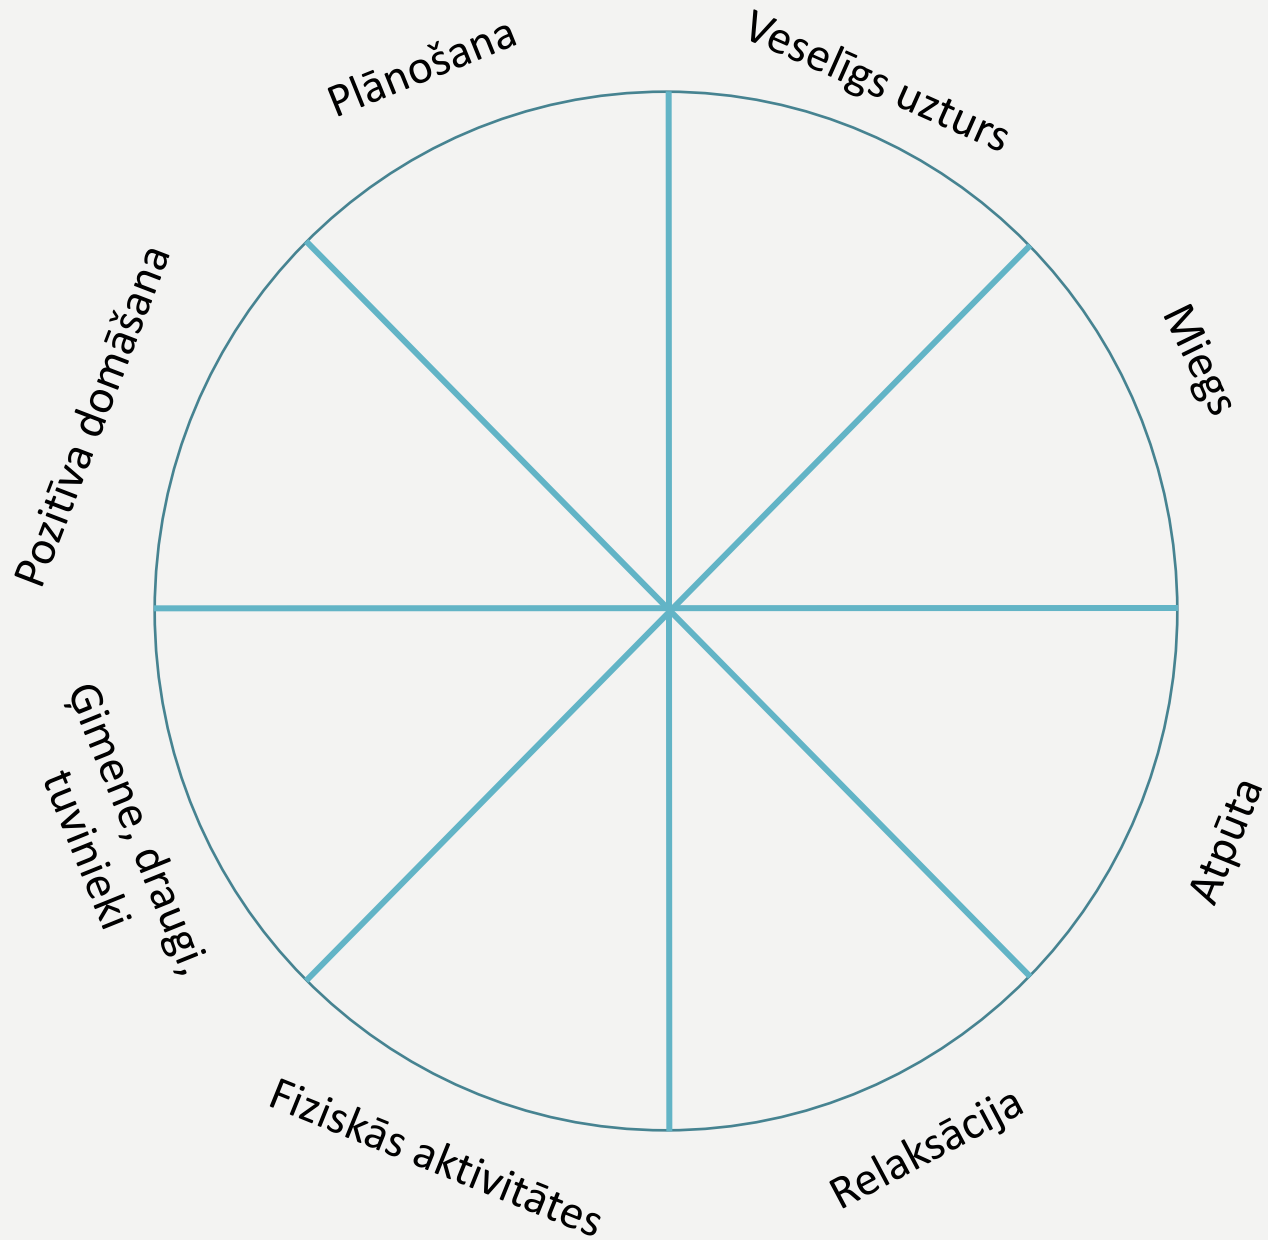 Plānošana
Veselīgs uzturs
Miegs
Atpūta
Relaksācija
Fiziskās aktivitātes
Ģimene, draugi,
tuvinieki
Pozitīva domāšana